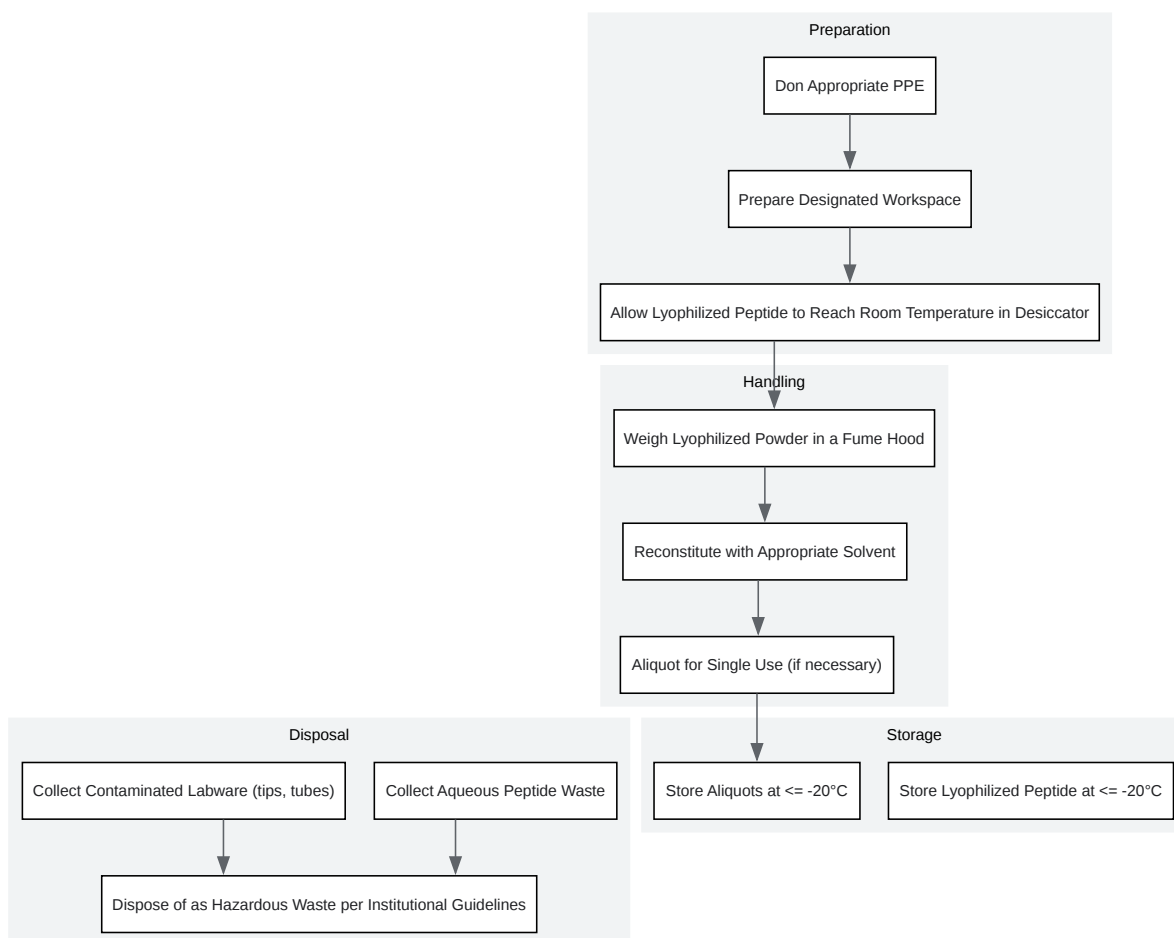 Preparation
Don Appropriate PPE
Prepare Designated Workspace
Allow Lyophilized Peptide to Reach Room Temperature in Desiccator
Handling
Weigh Lyophilized Powder in a Fume Hood
Reconstitute with Appropriate Solvent
Aliquot for Single Use (if necessary)
Disposal
Collect Contaminated Labware (tips, tubes)
Collect Aqueous Peptide Waste
Dispose of as Hazardous Waste per Institutional Guidelines
Storage
Store Aliquots at <= -20°C
Store Lyophilized Peptide at <= -20°C